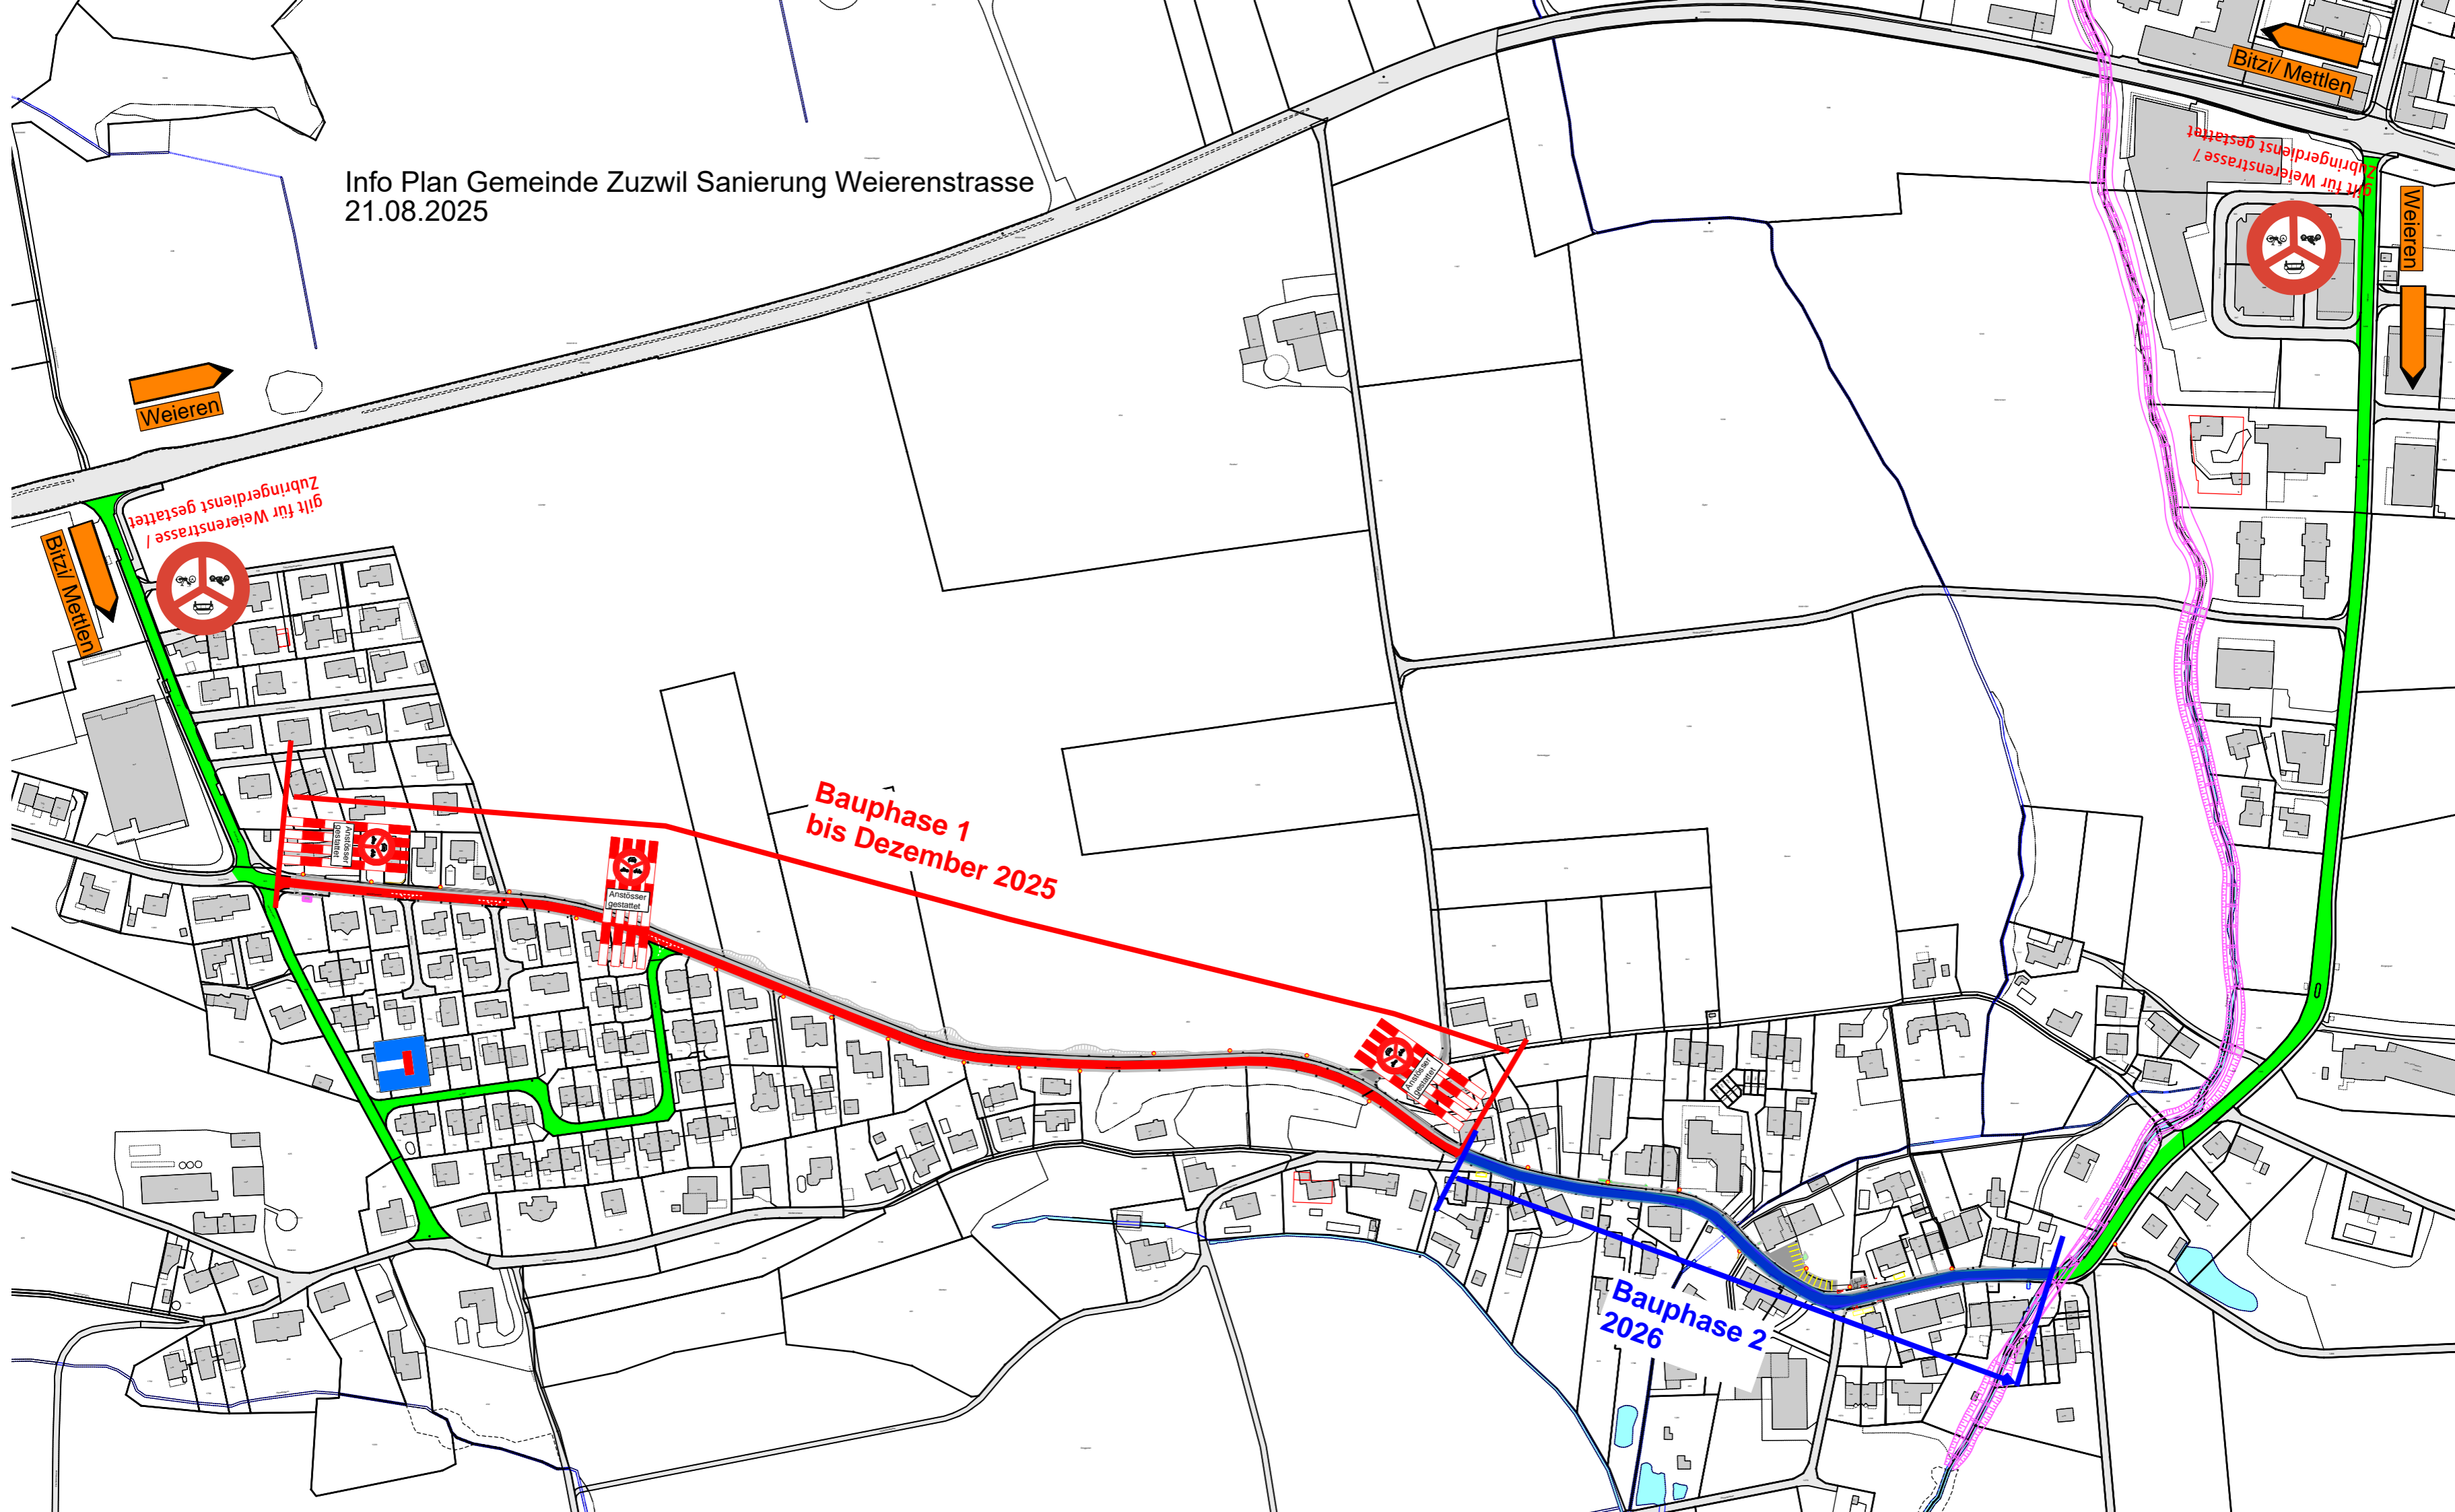 Info Plan Gemeinde Zuzwil Sanierung Weierenstrasse
21.08.2025
Bitzi/ Mettlen
gilt für Weierenstrasse /
Zubringerdienst gestattet
Weieren
Weieren
gilt für Weierenstrasse /
Zubringerdienst gestattet
Bitzi/ Mettlen
Bauphase 1
bis Dezember 2025
Anstösser
gestattet
Anstösser
gestattet
Anstösser
gestattet
Bauphase 2
2026